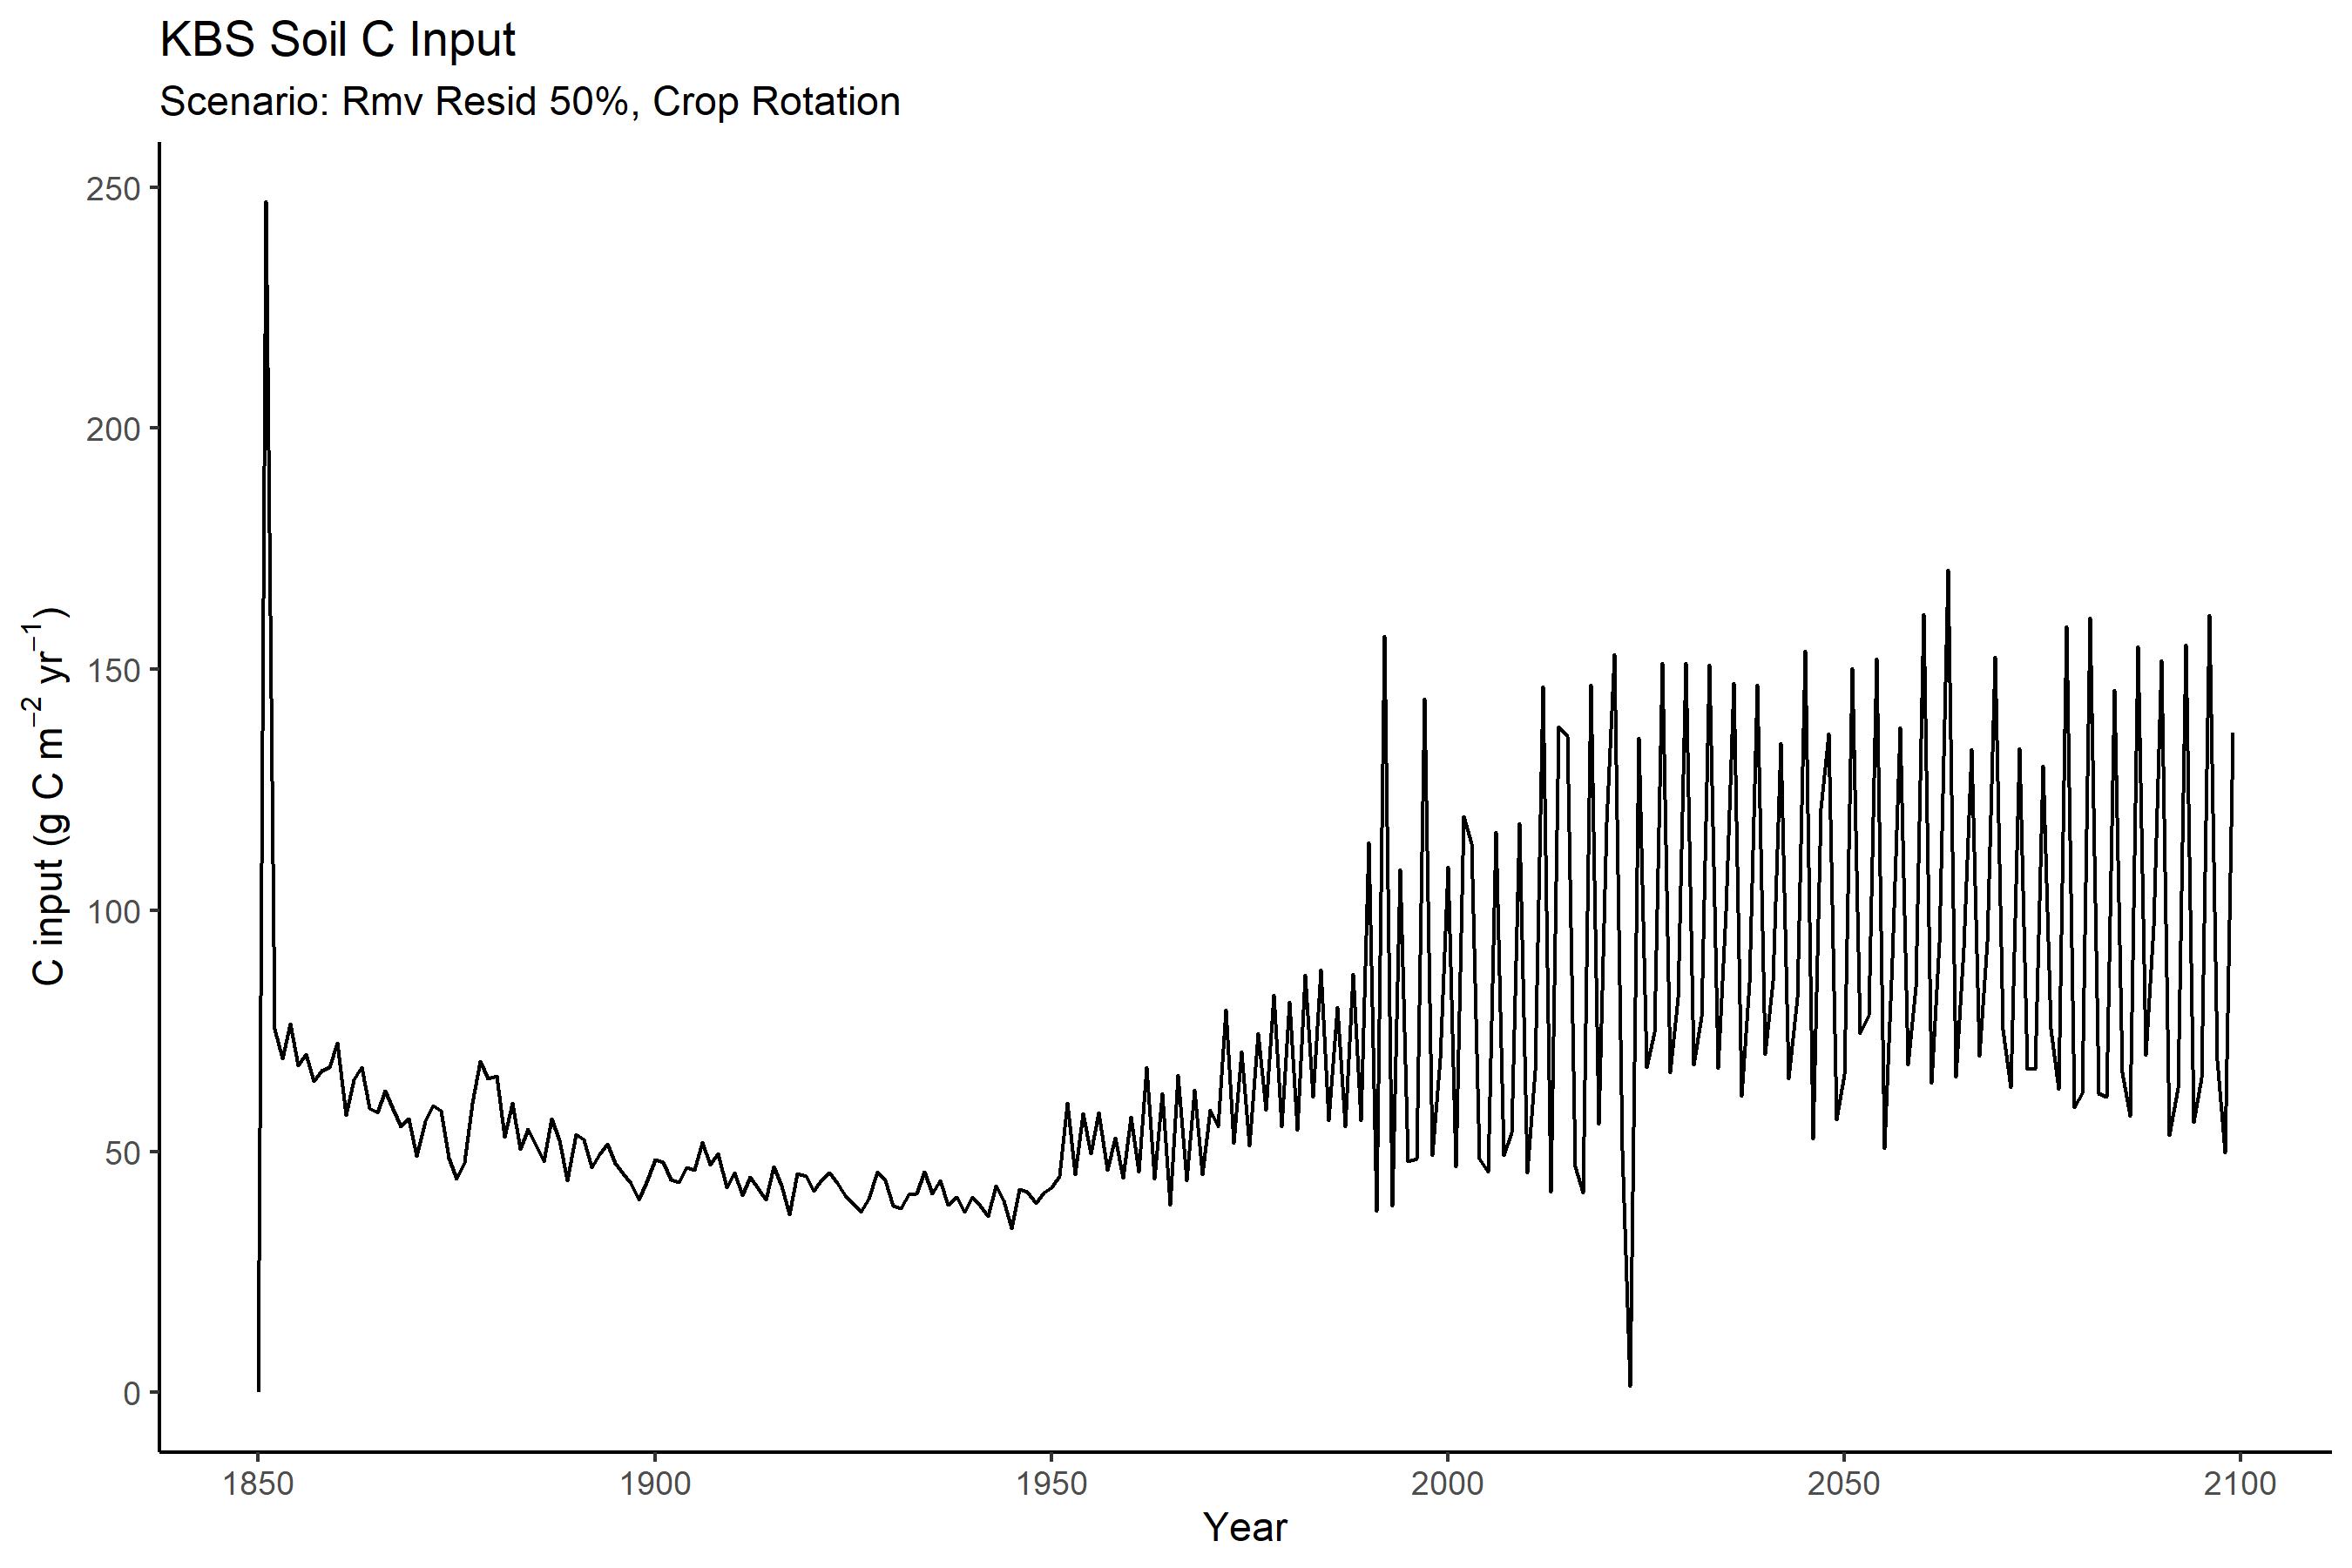 KBS Soil C Input
Scenario: Rmv Resid 50%, Crop Rotation
C input (g C m⁻² yr⁻¹)
250
200
150
100
50
0
1850 1900 1950 2000 2050 2100
Year